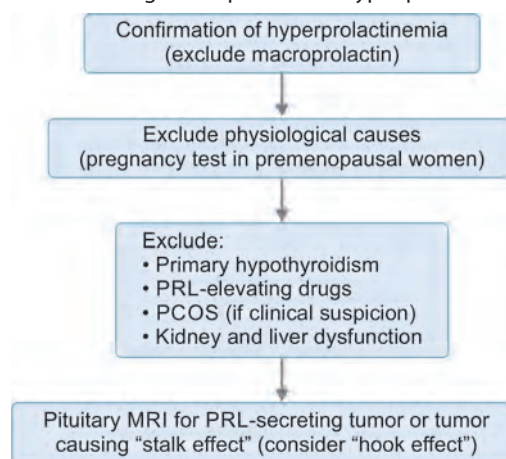 Confirmation of hyperprolactinemia
(exclude macroprolactin)
Exclude physiological causes
(pregnancy test in premenopausal women)
Exclude:
• Primary hypothyroidism
• PRL-elevating drugs
• PCOS (if clinical suspicion)
• Kidney and liver dysfunction
Pituitary MRI for PRL-secreting tumor or tumor
causing “stalk effect” (consider “hook effect”)